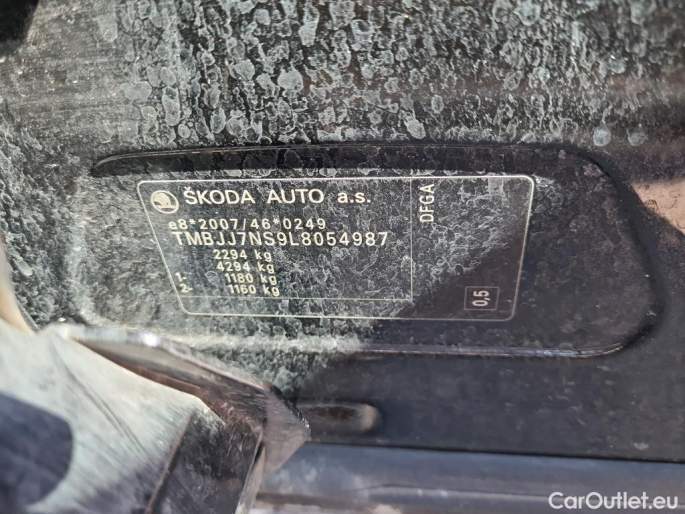 ŠKODA AUTO a.s.
e8*2007/46*0249
TMBJJ7NS9L8054987
2294 kg
4294 kg
1- 1180 kg
2- 1160 kg
DFGA
0,5
CarOutlet.eu